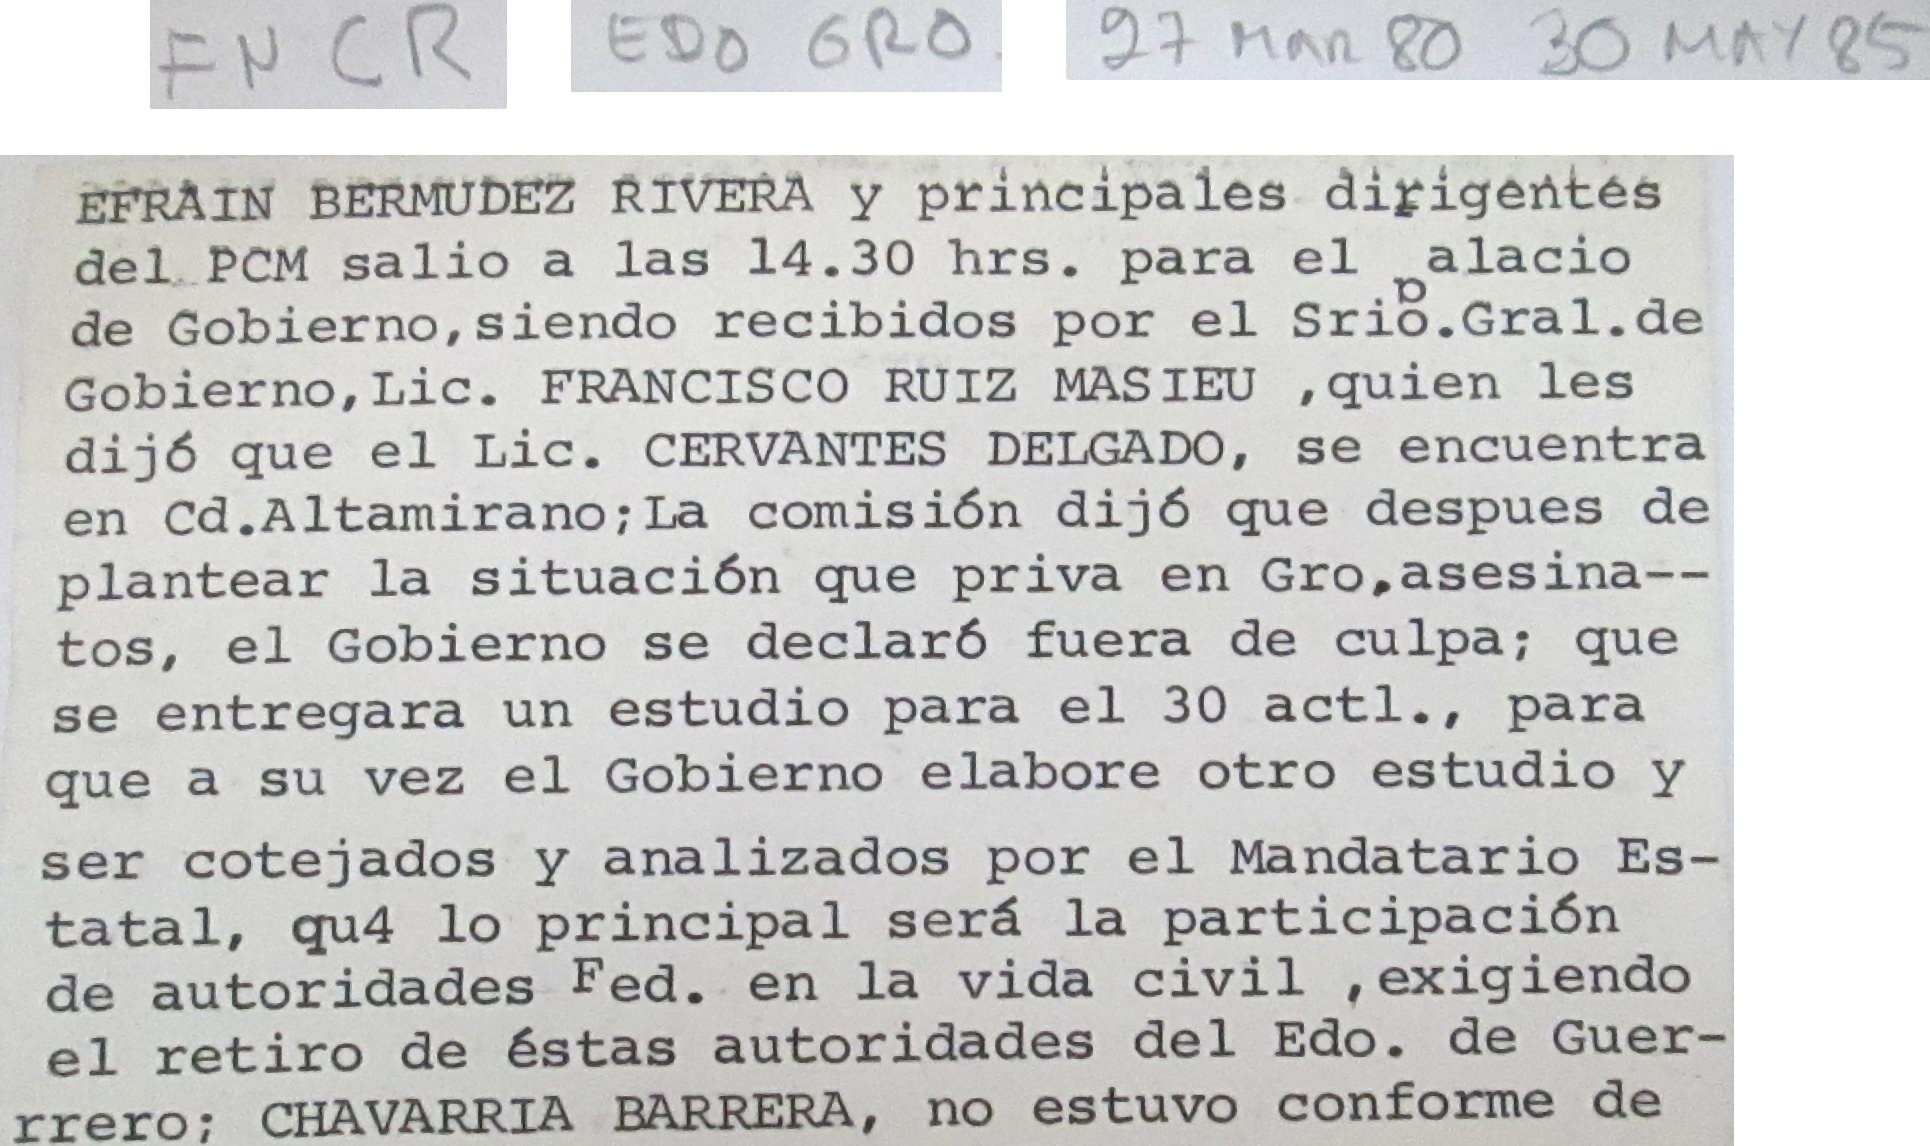 FNCR EDO GRO. 27 MAR 80 30 MAY 85
EFRAIN BERMUDEZ RIVERA y principales dirigentes
del PCM salio a las 14.30 hrs. para el palacio
de Gobierno,siendo recibidos por el Srio.Gral.de
Gobierno,Lic. FRANCISCO RUIZ MASIEU ,quien les
dijó que el Lic. CERVANTES DELGADO, se encuentra
en Cd.Altamirano;La comisión dijó que despues de
plantear la situación que priva en Gro,asesina--
tos, el Gobierno se declaró fuera de culpa; que
se entregara un estudio para el 30 actl., para
que a su vez el Gobierno elabore otro estudio y
ser cotejados y analizados por el Mandatario Es-
tatal, qu4 lo principal será la participación
de autoridades Fed. en la vida civil ,exigiendo
el retiro de éstas autoridades del Edo. de Guer-
rrero; CHAVARRIA BARRERA, no estuvo conforme de